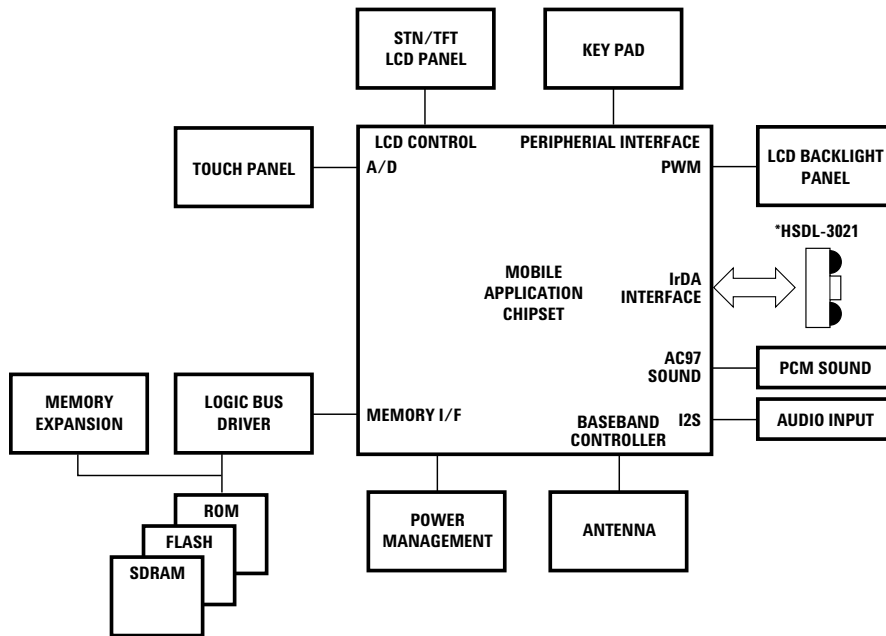 STN/TFT
LCD PANEL
KEY PAD
TOUCH PANEL
LCD CONTROL
A/D
PERIPHERIAL INTERFACE
PWM
LCD BACKLIGHT
PANEL
*HSDL-3021
MOBILE
APPLICATION
CHIPSET
IrDA
INTERFACE
AC97
SOUND
PCM SOUND
MEMORY
EXPANSION
LOGIC BUS
DRIVER
MEMORY I/F
BASEBAND
CONTROLLER
I2S
AUDIO INPUT
ROM
FLASH
SDRAM
POWER
MANAGEMENT
ANTENNA